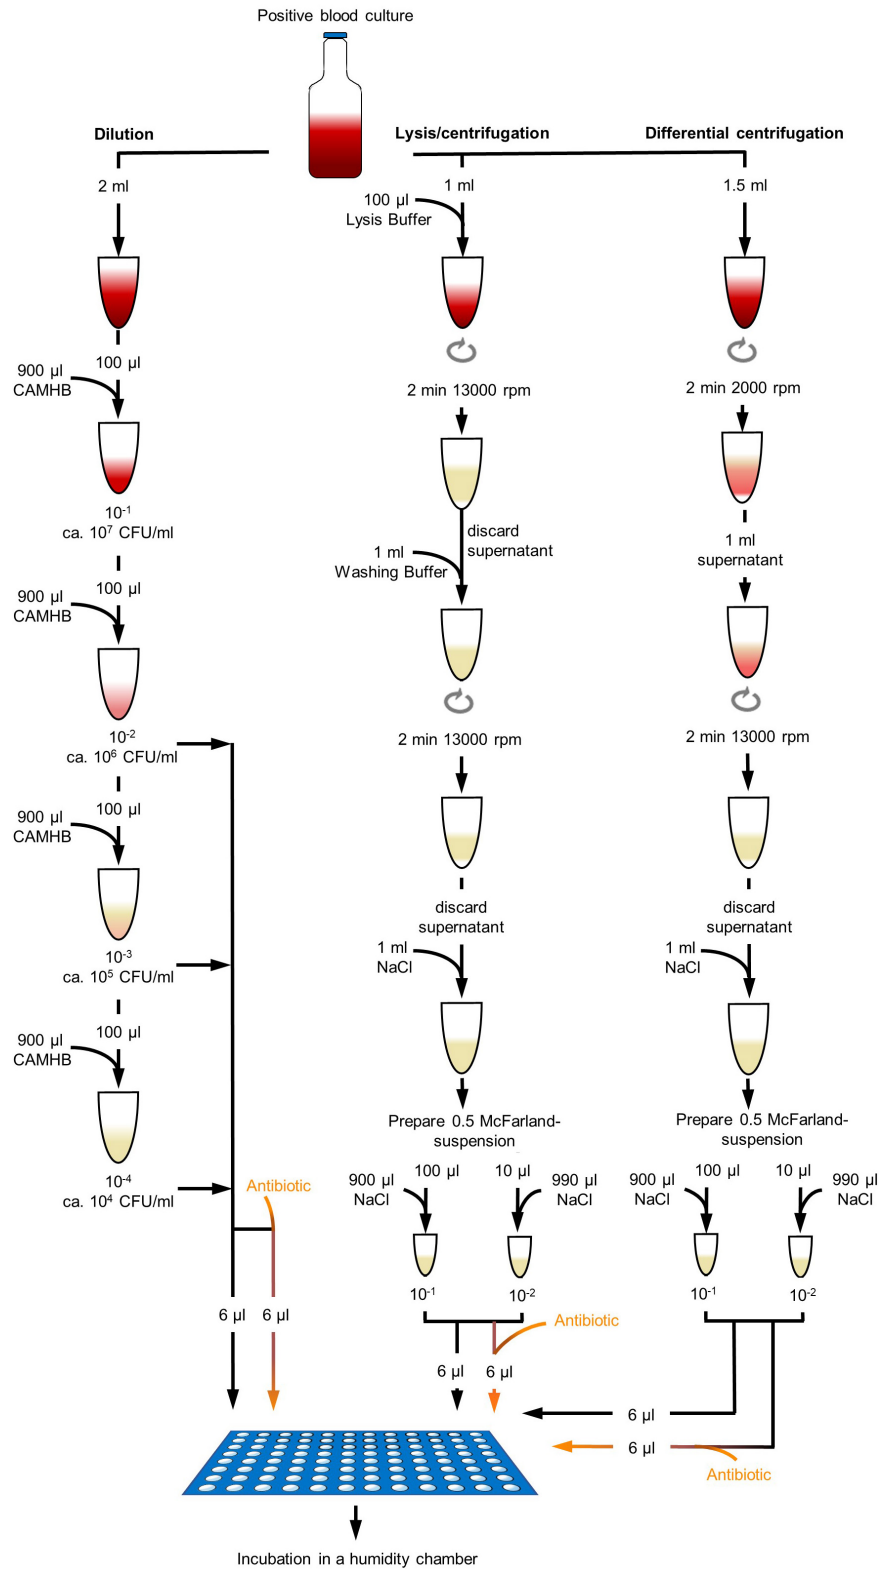 Positive blood culture
Dilution
2 ml
900 µl
CAMHB
100 µl
10⁻¹
ca. 10⁷ CFU/ml
900 µl
CAMHB
100 µl
10⁻²
ca. 10⁶ CFU/ml
900 µl
CAMHB
100 µl
10⁻³
ca. 10⁵ CFU/ml
900 µl
CAMHB
100 µl
10⁻⁴
ca. 10⁴ CFU/ml
Antibiotic
6 µl
6 µl
Lysis/centrifugation
1 ml
100 µl
Lysis Buffer
2 min 13000 rpm
discard
supernatant
1 ml
Washing Buffer
2 min 13000 rpm
discard
supernatant
1 ml
NaCl
Prepare 0.5 McFarland-
suspension
900 µl
NaCl
100 µl
10 µl
990 µl
NaCl
10⁻¹
10⁻²
Antibiotic
6 µl
6 µl
Differential centrifugation
1.5 ml
2 min 2000 rpm
1 ml
supernatant
2 min 13000 rpm
discard
supernatant
1 ml
NaCl
Prepare 0.5 McFarland-
suspension
900 µl
NaCl
100 µl
10 µl
990 µl
NaCl
10⁻¹
10⁻²
6 µl
6 µl
Antibiotic
Incubation in a humidity chamber